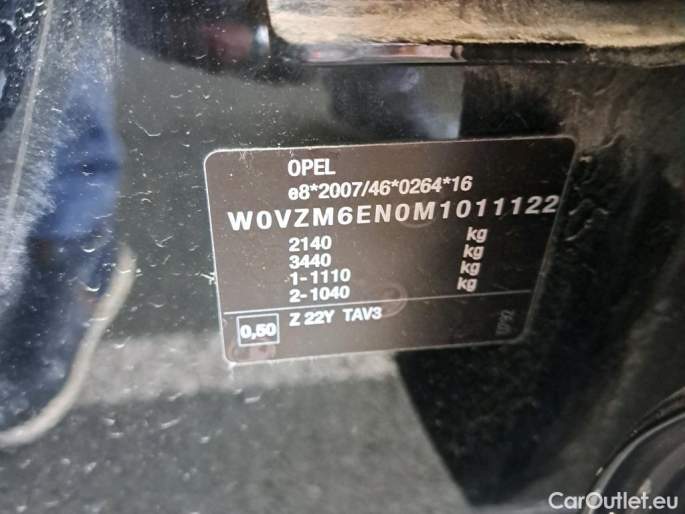 OPEL
e8*2007/46*0264*16
W0VZM6EN0M1011122
2140 kg
3440 kg
1-1110 kg
2-1040 kg
0,50 Z 22Y TAV3
CarOutlet.eu